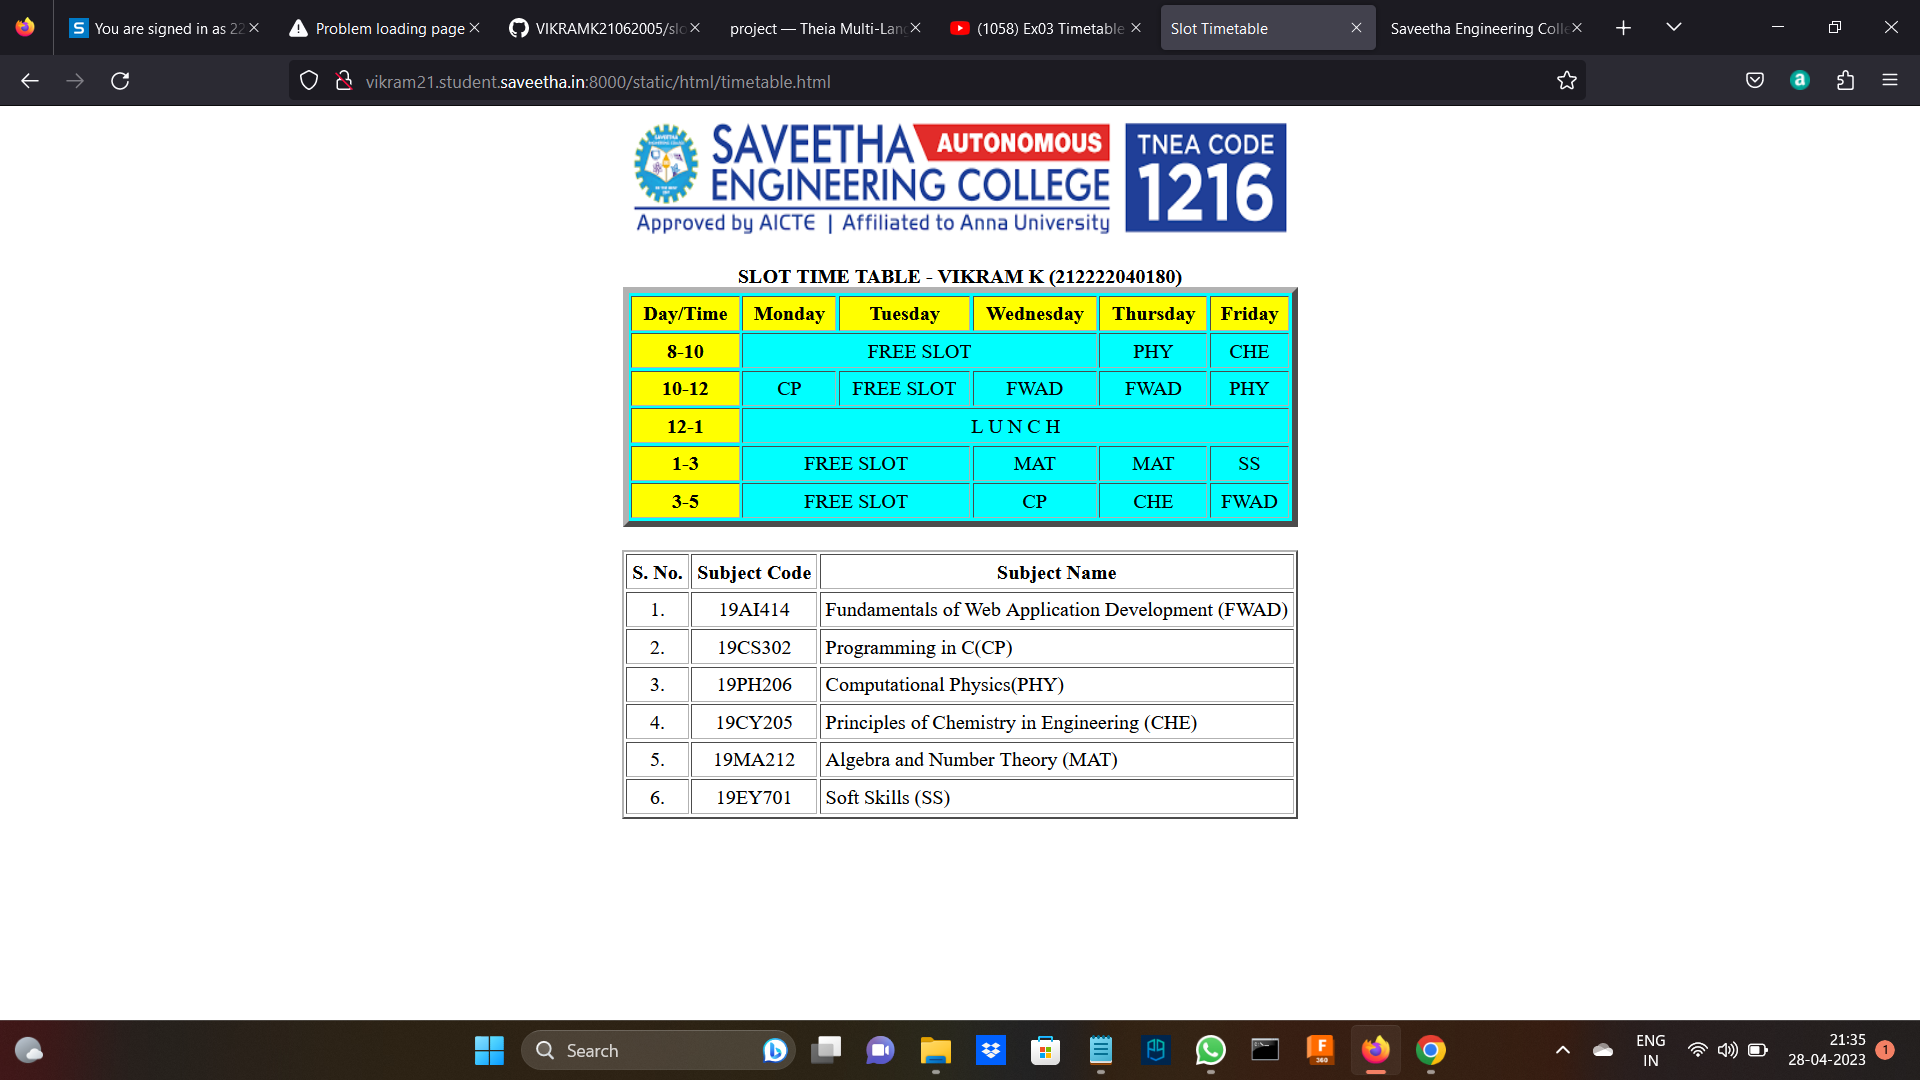 You are signed in as 22
Problem loading page
VIKRAMK21062005/slo
project — Theia Multi-Lang
(1058) Ex03 Timetable
Slot Timetable
Saveetha Engineering Colle
vikram21.student.saveetha.in:8000/static/html/timetable.html
SAVEETHA AUTONOMOUS
ENGINEERING COLLEGE
Approved by AICTE | Affiliated to Anna University
TNEA CODE
1216
SLOT TIME TABLE - VIKRAM K (212222040180)
Day/Time Monday Tuesday Wednesday Thursday Friday
8-10 FREE SLOT PHY CHE
10-12 CP FREE SLOT FWAD FWAD PHY
12-1 L U N C H
1-3 FREE SLOT MAT MAT SS
3-5 FREE SLOT CP CHE FWAD
S. No. Subject Code Subject Name
1. 19AI414 Fundamentals of Web Application Development (FWAD)
2. 19CS302 Programming in C(CP)
3. 19PH206 Computational Physics(PHY)
4. 19CY205 Principles of Chemistry in Engineering (CHE)
5. 19MA212 Algebra and Number Theory (MAT)
6. 19EY701 Soft Skills (SS)
Search
ENG
IN
21:35
28-04-2023
1